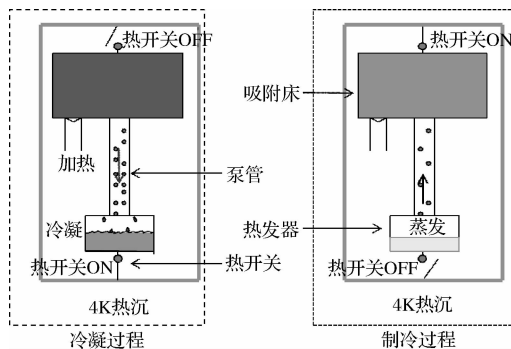 热开关OFF
热开关ON
吸附床
加热
泵管
冷凝
热发器
蒸发
热开关ON
热开关
热开关OFF
4K热沉
4K热沉
冷凝过程
制冷过程